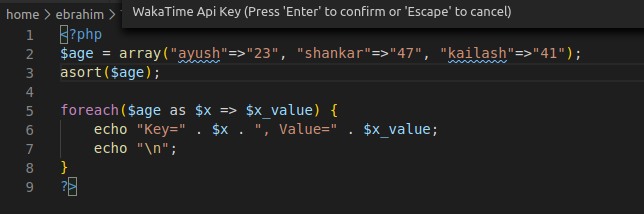 WakaTime Api Key (Press 'Enter' to confirm or 'Escape' to cancel)
home > ebrahim >
1 <?php
2 $age = array("ayush"=>"23", "shankar"=>"47", "kailash"=>"41");
3 asort($age);
4
5 foreach($age as $x => $x_value) {
6     echo "Key=" . $x . ", Value=" . $x_value;
7     echo "\n";
8 }
9 ?>